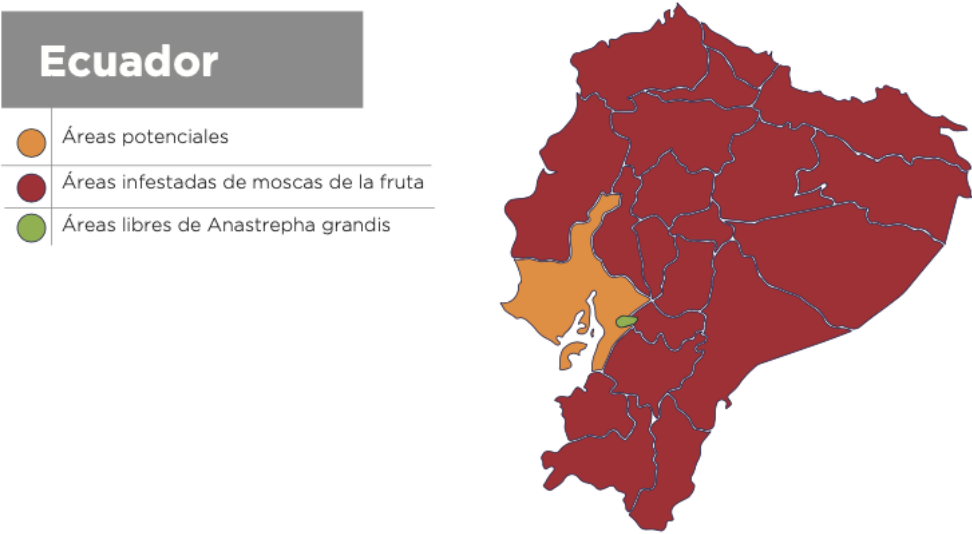 Ecuador
Áreas potenciales
Áreas infestadas de moscas de la fruta
Áreas libres de Anastrepha grandis